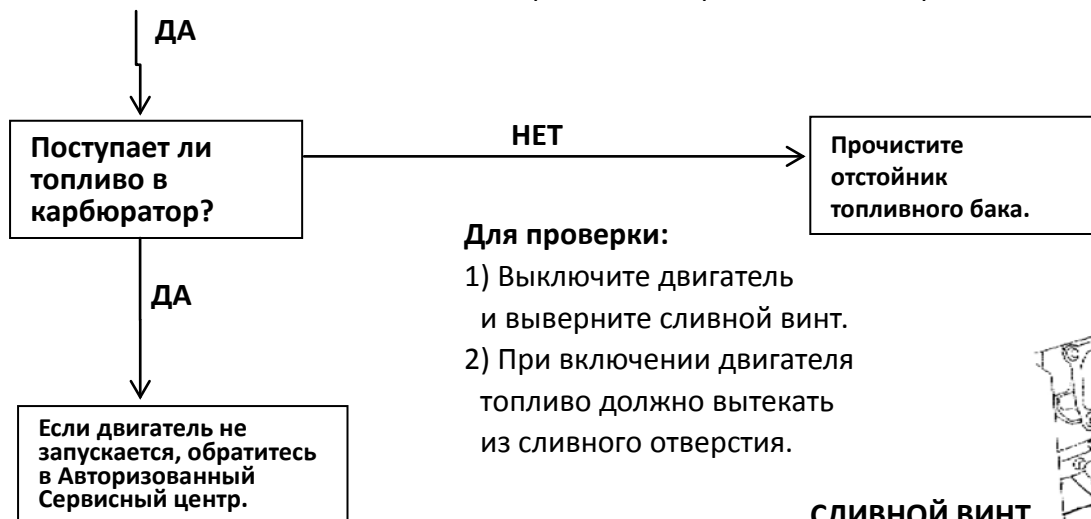 ДА
Поступает ли
топливо в
карбюратор?
НЕТ
Прочистите
отстойник
топливного бака.
Для проверки:
1) Выключите двигатель
и выверните сливной винт.
2) При включении двигателя
топливо должно вытекать
из сливного отверстия.
ДА
Если двигатель не
запускается, обратитесь
в Авторизованный
Сервисный центр.
СЛИВНОЙ ВИНТ